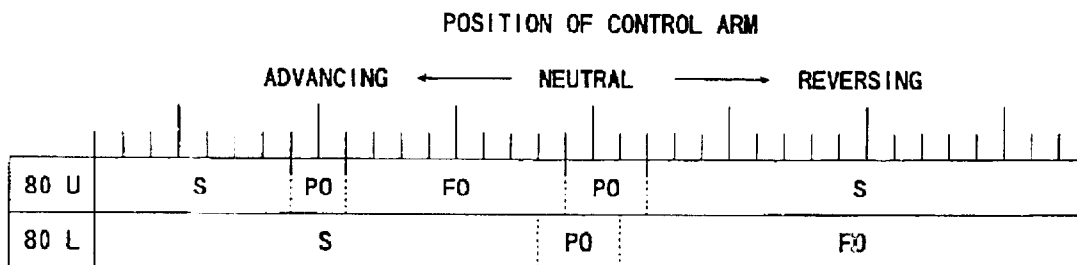 POSITION OF CONTROL ARM
ADVANCING ← NEUTRAL → REVERSING
80 U S PO FO PO S
80 L S PO FO